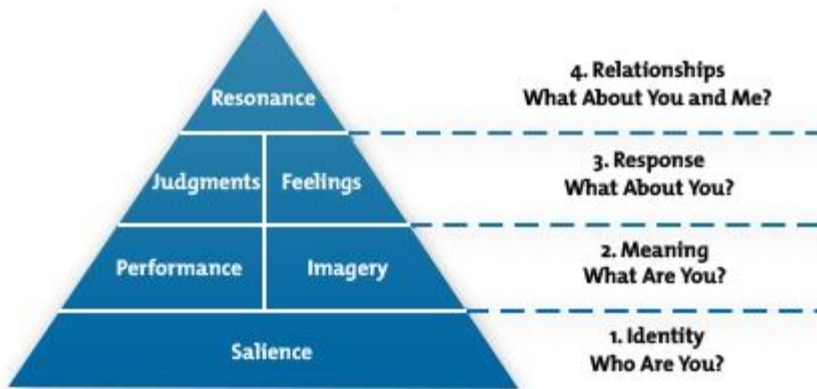 Resonance
4. Relationships
What About You and Me?
Judgments
Feelings
3. Response
What About You?
Performance
Imagery
2. Meaning
What Are You?
Salience
1. Identity
Who Are You?